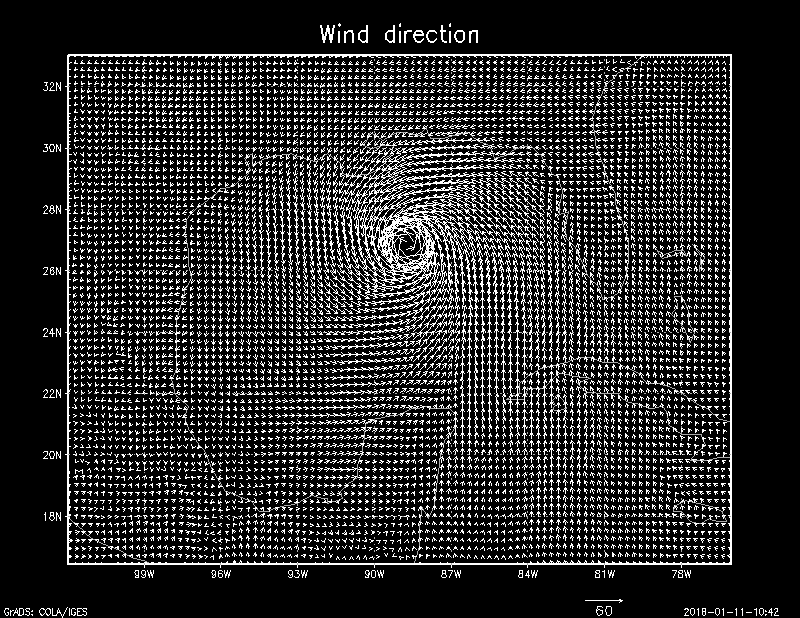 Wind direction
32N
30N
28N
26N
24N
22N
20N
18N
99W 96W 93W 90W 87W 84W 81W 78W
60
GrADS: COLA/IGES 2018-01-11-10:42